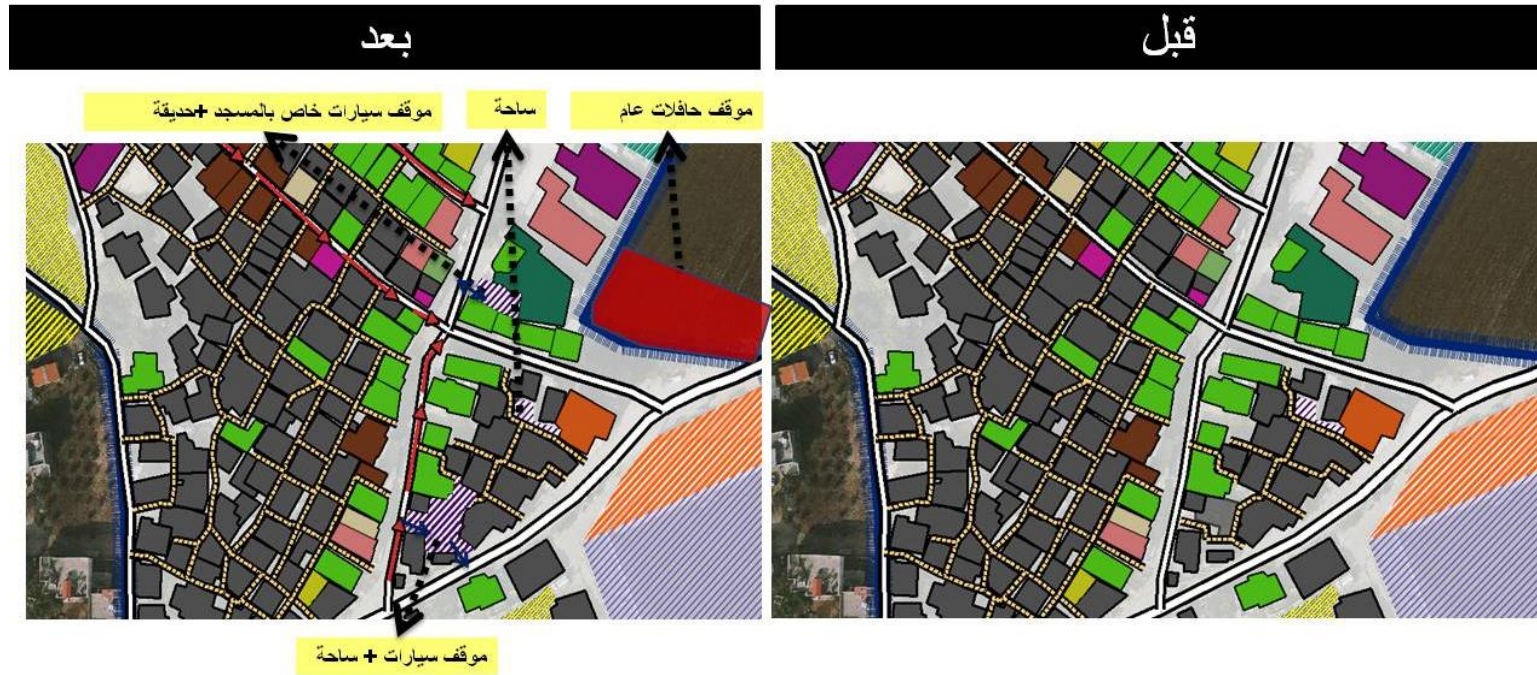 قبل
بعد
موقف حافلات عام
ساحة
موقف سيارات خاص بالمسجد +حديقة
موقف سيارات + ساحة